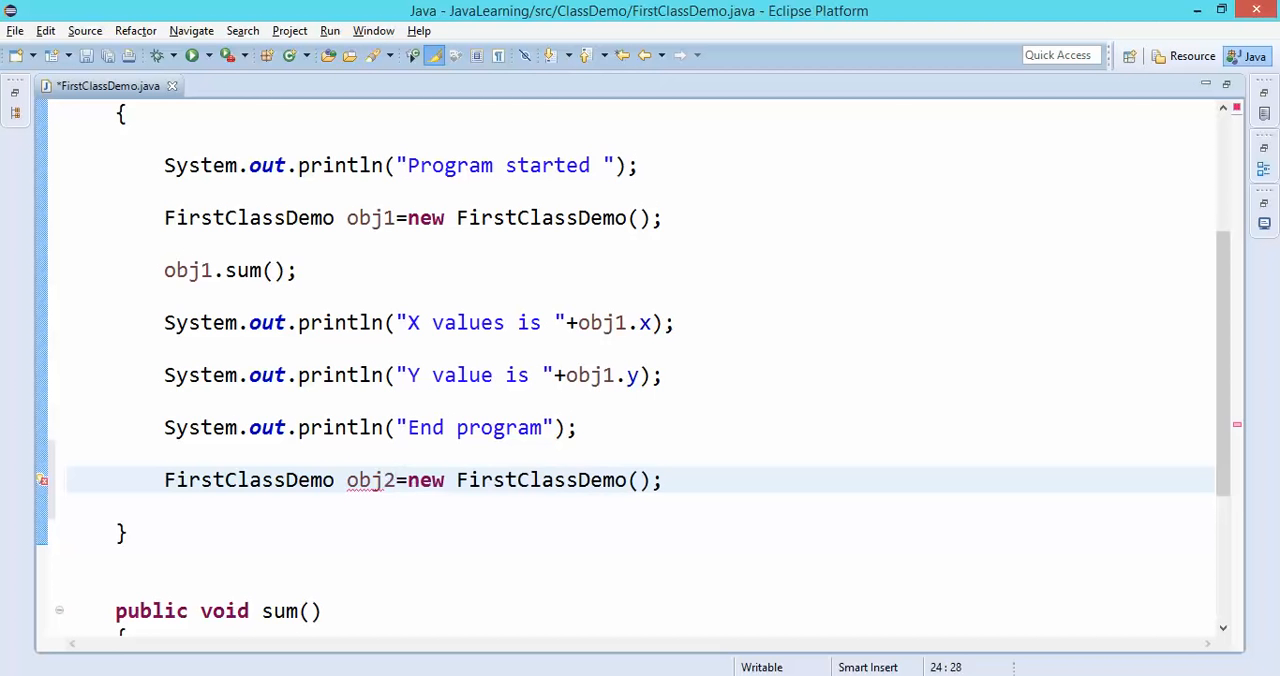 Java - JavaLearning/src/ClassDemo/FirstClassDemo.java - Eclipse Platform
File Edit Source Refactor Navigate Search Project Run Window Help
Quick Access Resource Java
*FirstClassDemo.java
{
System.out.println("Program started ");
FirstClassDemo obj1=new FirstClassDemo();
obj1.sum();
System.out.println("X values is "+obj1.x);
System.out.println("Y value is "+obj1.y);
System.out.println("End program");
FirstClassDemo obj2=new FirstClassDemo();
}
public void sum()
{
Writable Smart Insert 24 : 28